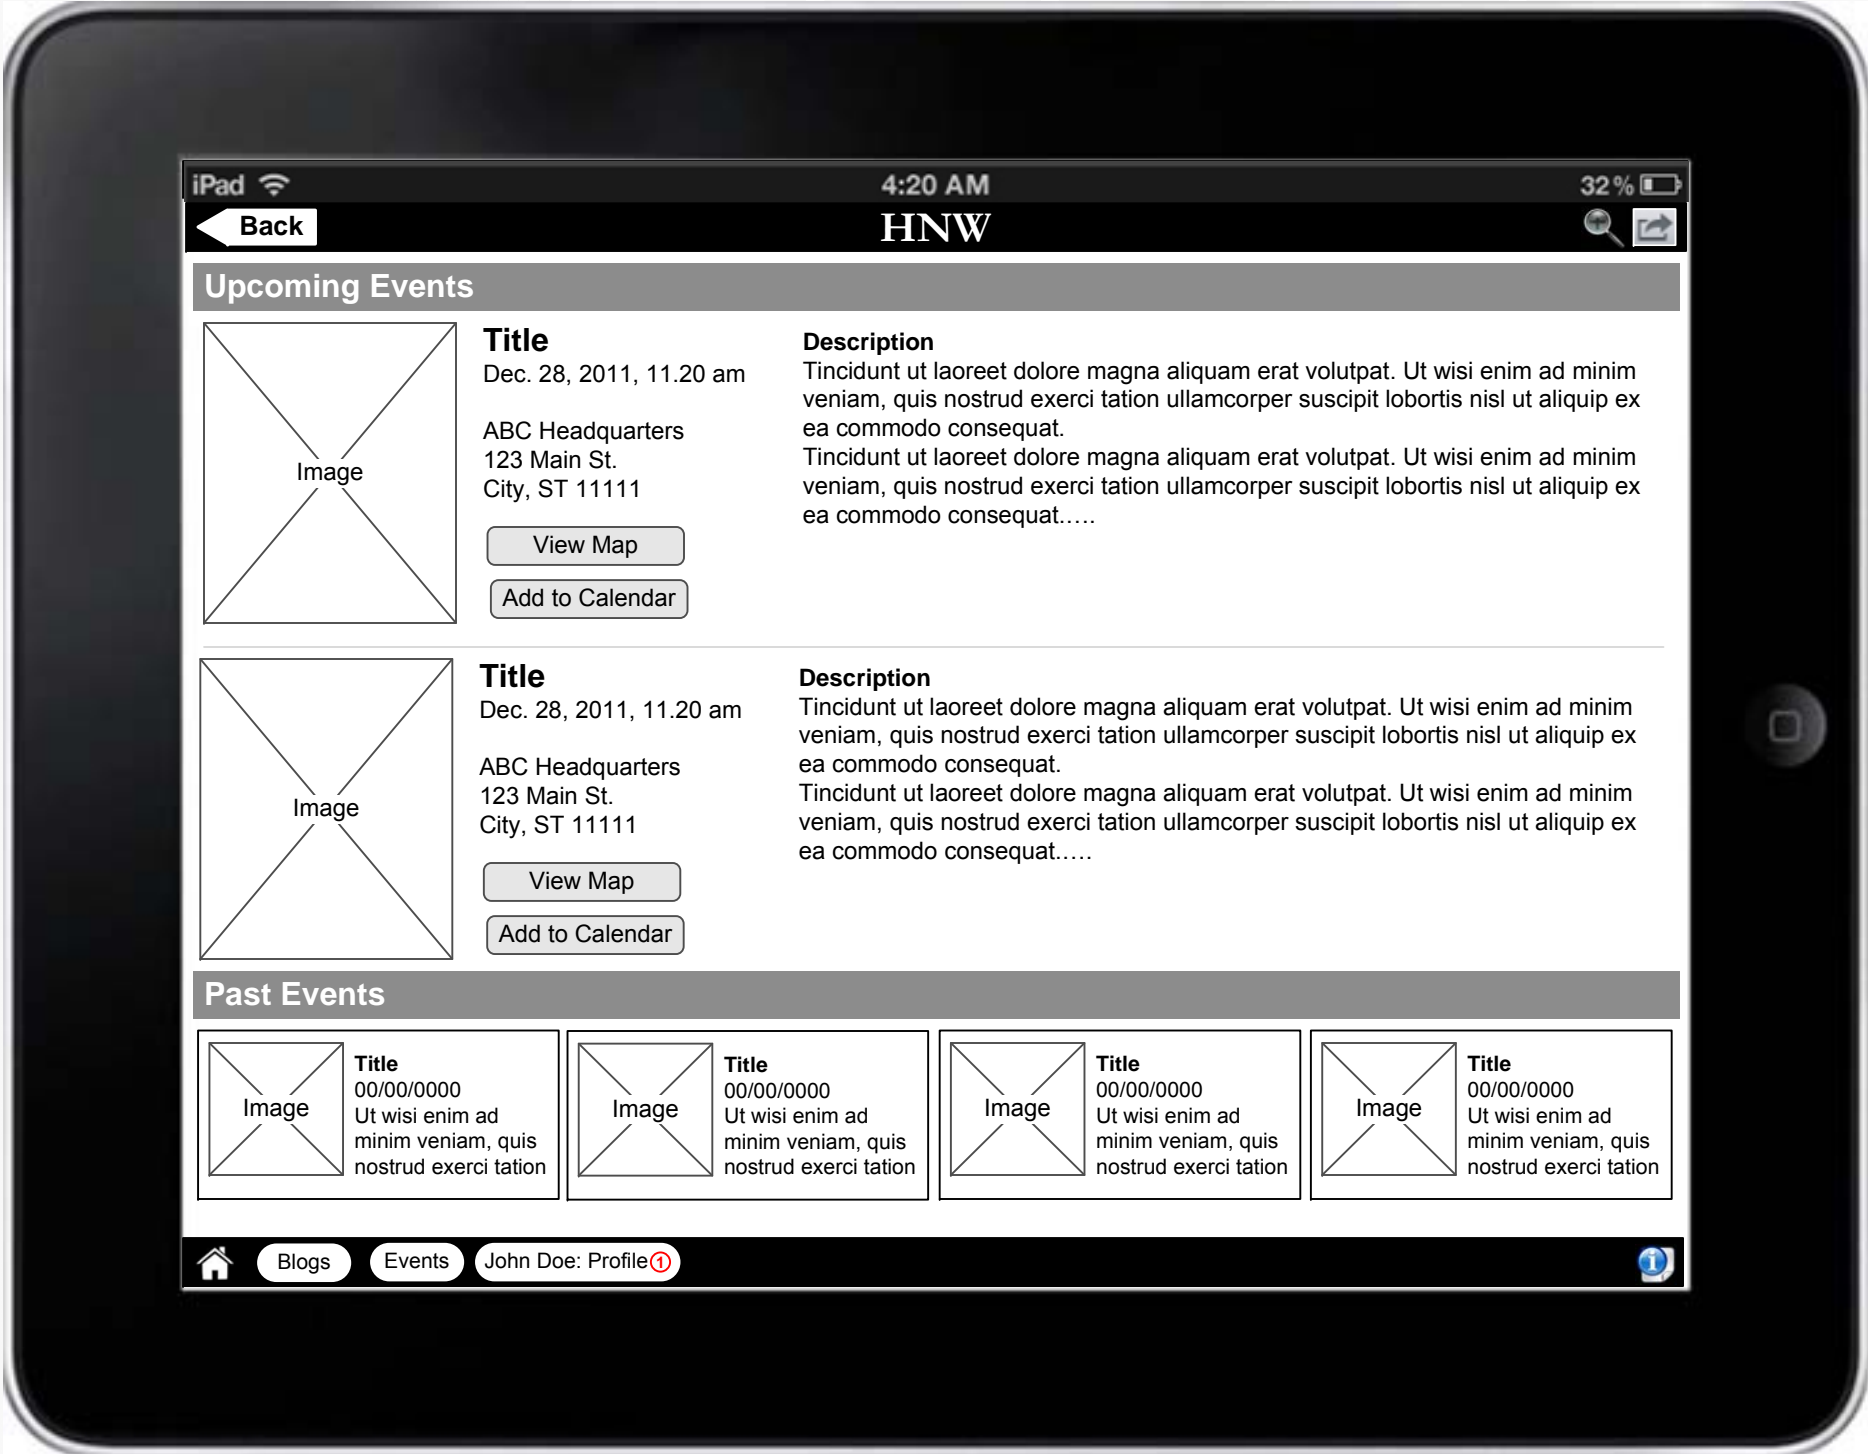 iPad 4:20 AM 32%
Back HNW
Upcoming Events
Image
Title
Dec. 28, 2011, 11.20 am
ABC Headquarters
123 Main St.
City, ST 11111
View Map
Add to Calendar
Description
Tincidunt ut laoreet dolore magna aliquam erat volutpat. Ut wisi enim ad minim
veniam, quis nostrud exerci tation ullamcorper suscipit lobortis nisl ut aliquip ex
ea commodo consequat.
Tincidunt ut laoreet dolore magna aliquam erat volutpat. Ut wisi enim ad minim
veniam, quis nostrud exerci tation ullamcorper suscipit lobortis nisl ut aliquip ex
ea commodo consequat.….
Image
Title
Dec. 28, 2011, 11.20 am
ABC Headquarters
123 Main St.
City, ST 11111
View Map
Add to Calendar
Description
Tincidunt ut laoreet dolore magna aliquam erat volutpat. Ut wisi enim ad minim
veniam, quis nostrud exerci tation ullamcorper suscipit lobortis nisl ut aliquip ex
ea commodo consequat.
Tincidunt ut laoreet dolore magna aliquam erat volutpat. Ut wisi enim ad minim
veniam, quis nostrud exerci tation ullamcorper suscipit lobortis nisl ut aliquip ex
ea commodo consequat.….
Past Events
Image
Title
00/00/0000
Ut wisi enim ad
minim veniam, quis
nostrud exerci tation
Image
Title
00/00/0000
Ut wisi enim ad
minim veniam, quis
nostrud exerci tation
Image
Title
00/00/0000
Ut wisi enim ad
minim veniam, quis
nostrud exerci tation
Image
Title
00/00/0000
Ut wisi enim ad
minim veniam, quis
nostrud exerci tation
Blogs Events John Doe: Profile 1 i